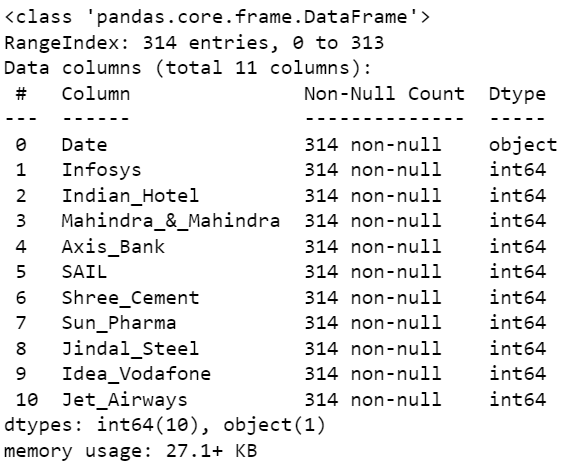 <class 'pandas.core.frame.DataFrame'>
RangeIndex: 314 entries, 0 to 313
Data columns (total 11 columns):
 #   Column               Non-Null Count  Dtype
---  ------               --------------  -----
 0   Date                 314 non-null    object
 1   Infosys              314 non-null    int64
 2   Indian_Hotel         314 non-null    int64
 3   Mahindra_&_Mahindra  314 non-null    int64
 4   Axis_Bank            314 non-null    int64
 5   SAIL                 314 non-null    int64
 6   Shree_Cement         314 non-null    int64
 7   Sun_Pharma           314 non-null    int64
 8   Jindal_Steel         314 non-null    int64
 9   Idea_Vodafone        314 non-null    int64
 10  Jet_Airways          314 non-null    int64
dtypes: int64(10), object(1)
memory usage: 27.1+ KB